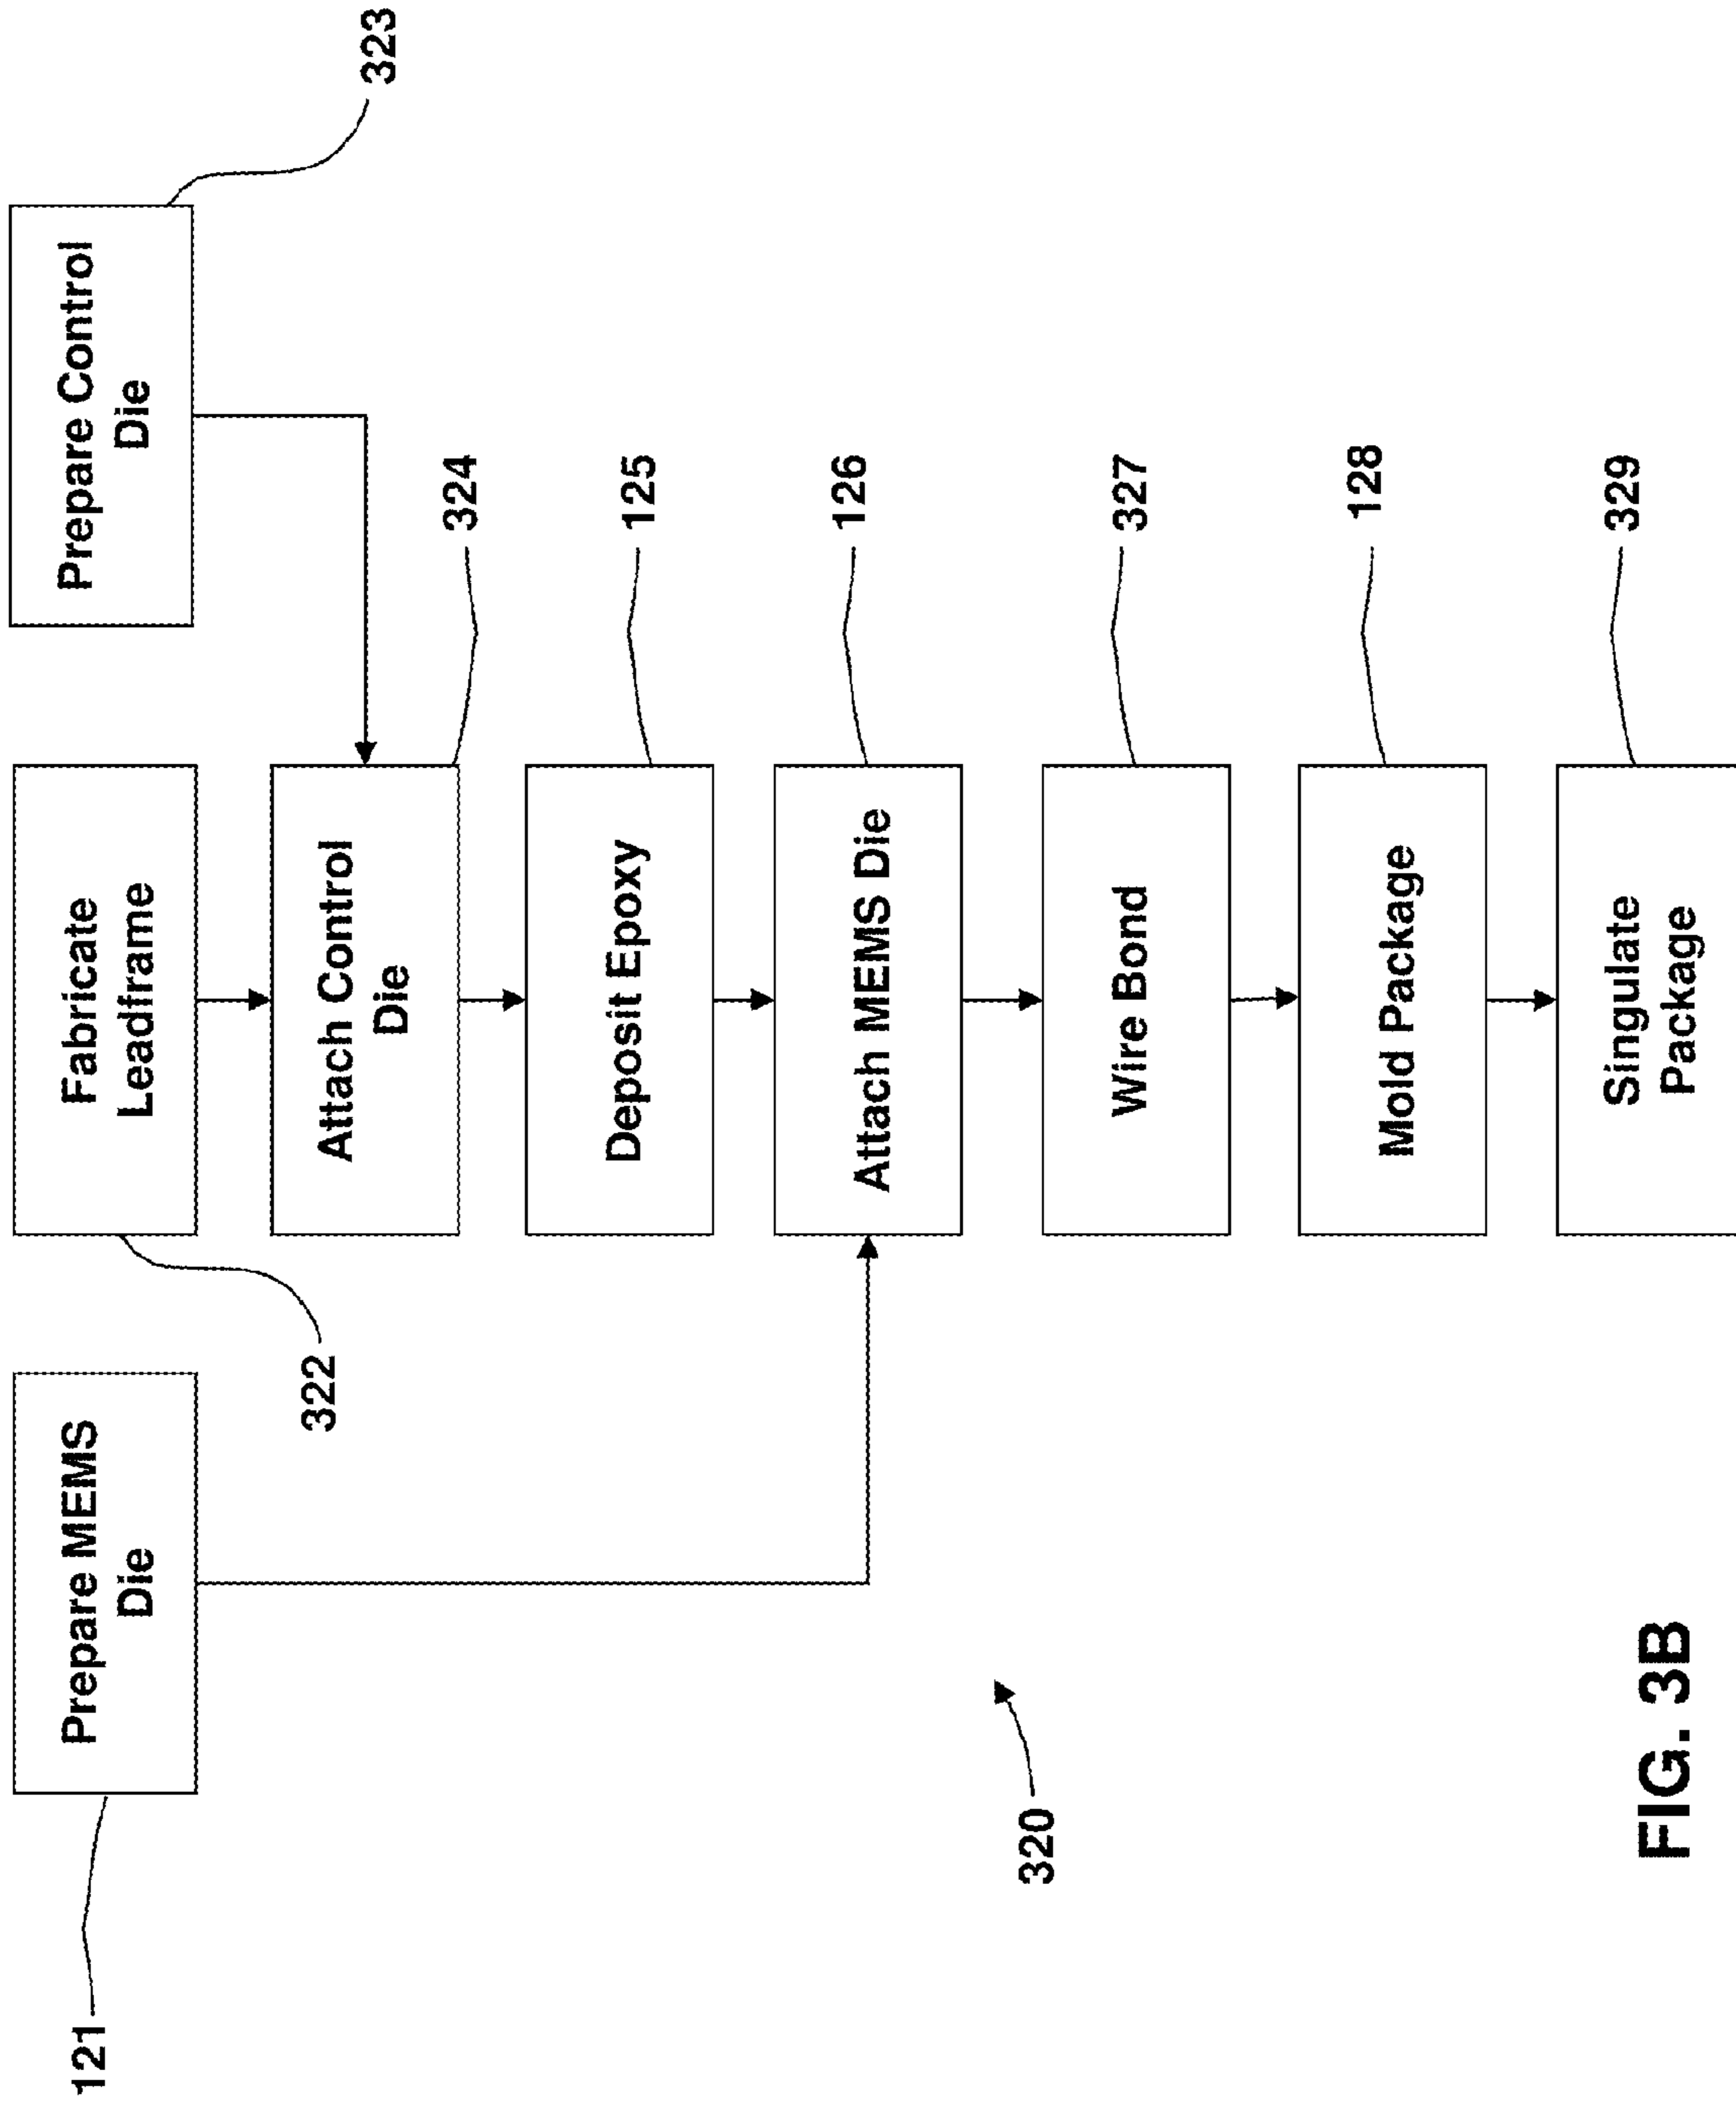 323
Prepare MEMS
Die
Fabricate
Leadframe
Prepare Control
Die
121
322
Attach Control
Die
324
Deposit Epoxy
125
Attach MEMS Die
126
Wire Bond
327
320
Mold Package
128
Singulate
Package
329
FIG. 3B